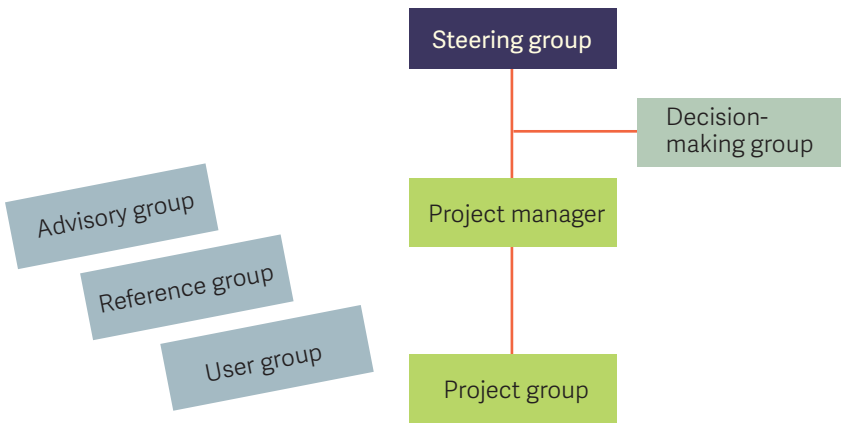 Steering group
Decision-
making group
Project manager
Advisory group
Reference group
User group
Project group